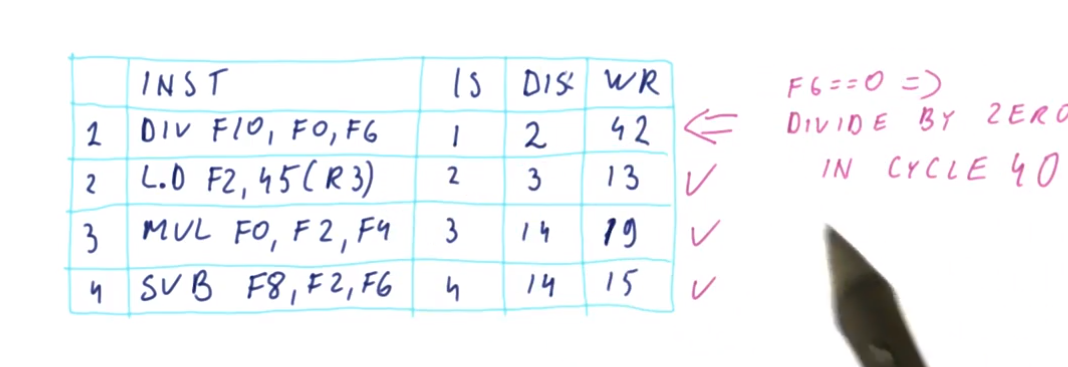 INST IS DIS WR
1 DIV F10, F0, F6 1 2 42
2 L.D F2, 45(R3) 2 3 13
3 MUL F0, F2, F4 3 14 19
4 SUB F8, F2, F6 4 14 15
F6==0 =>
DIVIDE BY ZERO
IN CYCLE 40